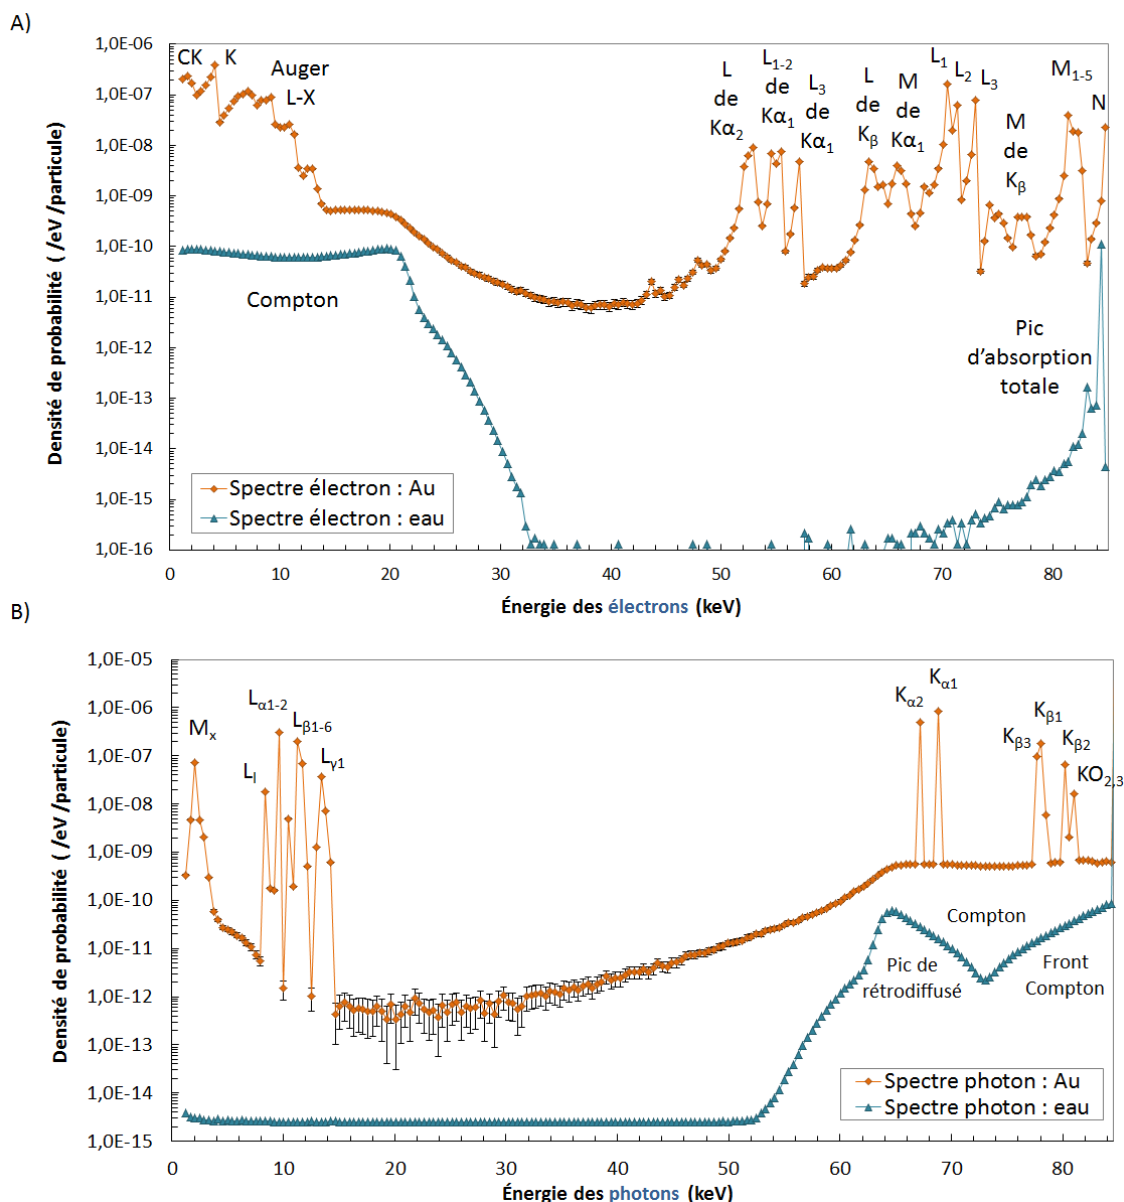 A)
1,0E-06
1,0E-07
1,0E-08
1,0E-09
1,0E-10
1,0E-11
1,0E-12
1,0E-13
1,0E-14
1,0E-15
1,0E-16
Densité de probabilité ( /eV /particule)
CK
K
Auger
L-X
L
de
Kα2
L1-2
de
Kα1
L3
de
Kα1
L
de
Kβ
M
de
Kα1
L1
L2
L3
M
de
Kβ
M1-5
N
Compton
Pic
d'absorption
totale
Spectre électron : Au
Spectre électron : eau
0 10 20 30 40 50 60 70 80
Énergie des électrons (keV)
B)
1,0E-05
1,0E-06
1,0E-07
1,0E-08
1,0E-09
1,0E-10
1,0E-11
1,0E-12
1,0E-13
1,0E-14
1,0E-15
Densité de probabilité ( /eV /particule)
Mx
Ll
Lα1-2
Lβ1-6
Lγ1
Kα2
Kα1
Kβ3
Kβ1
Kβ2
KO2,3
Compton
Pic de
rétrodiffusé
Front
Compton
Spectre photon : Au
Spectre photon : eau
0 10 20 30 40 50 60 70 80
Énergie des photons (keV)